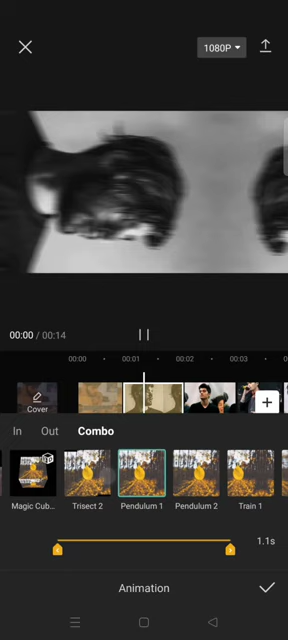 1080P
00:00 / 00:14
00:00 00:01 00:02 00:03 0
Cover
In Out Combo
Magic Cub... Trisect 2 Pendulum 1 Pendulum 2 Train 1
1.1s
Animation